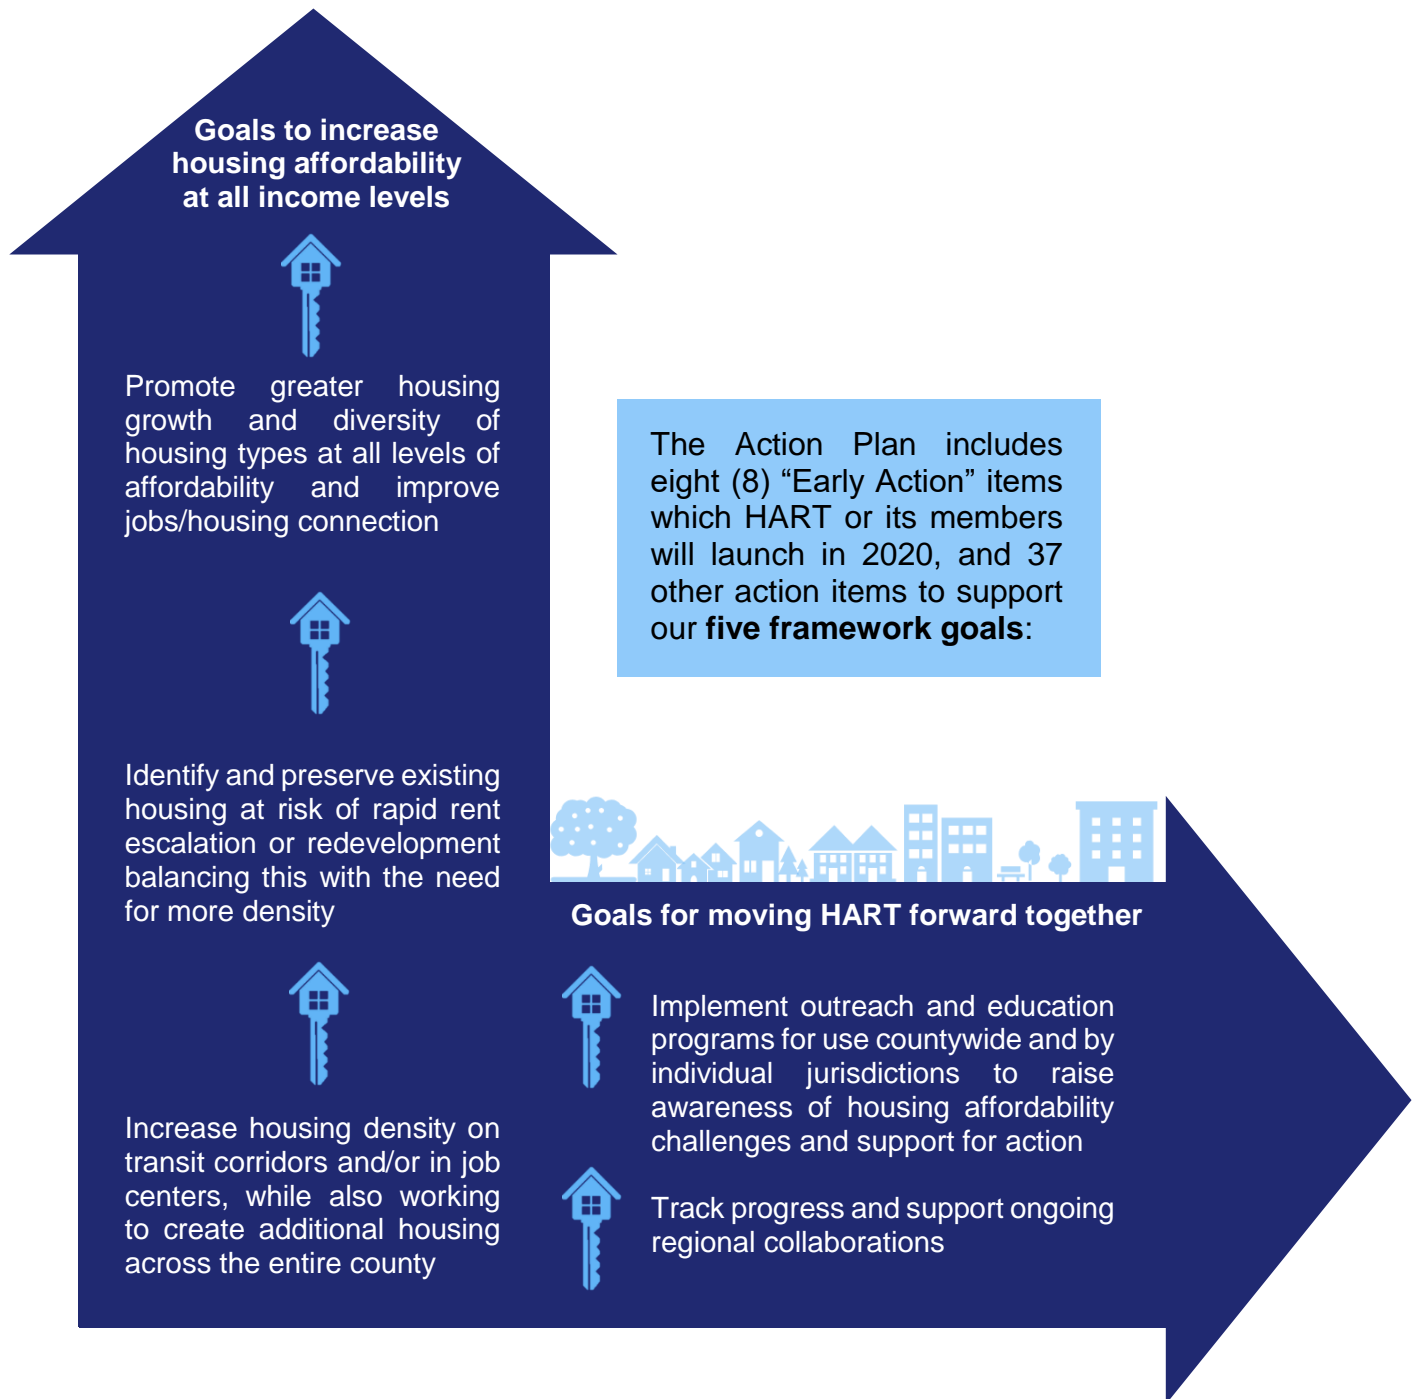 Goals to increase
housing affordability
at all income levels
Promote greater housing
growth and diversity of
housing types at all levels of
affordability and improve
jobs/housing connection
Identify and preserve existing
housing at risk of rapid rent
escalation or redevelopment
balancing this with the need
for more density
Increase housing density on
transit corridors and/or in job
centers, while also working
to create additional housing
across the entire county
The Action Plan includes
eight (8) “Early Action” items
which HART or its members
will launch in 2020, and 37
other action items to support
our five framework goals:
Goals for moving HART forward together
Implement outreach and education
programs for use countywide and by
individual jurisdictions to raise
awareness of housing affordability
challenges and support for action
Track progress and support ongoing
regional collaborations